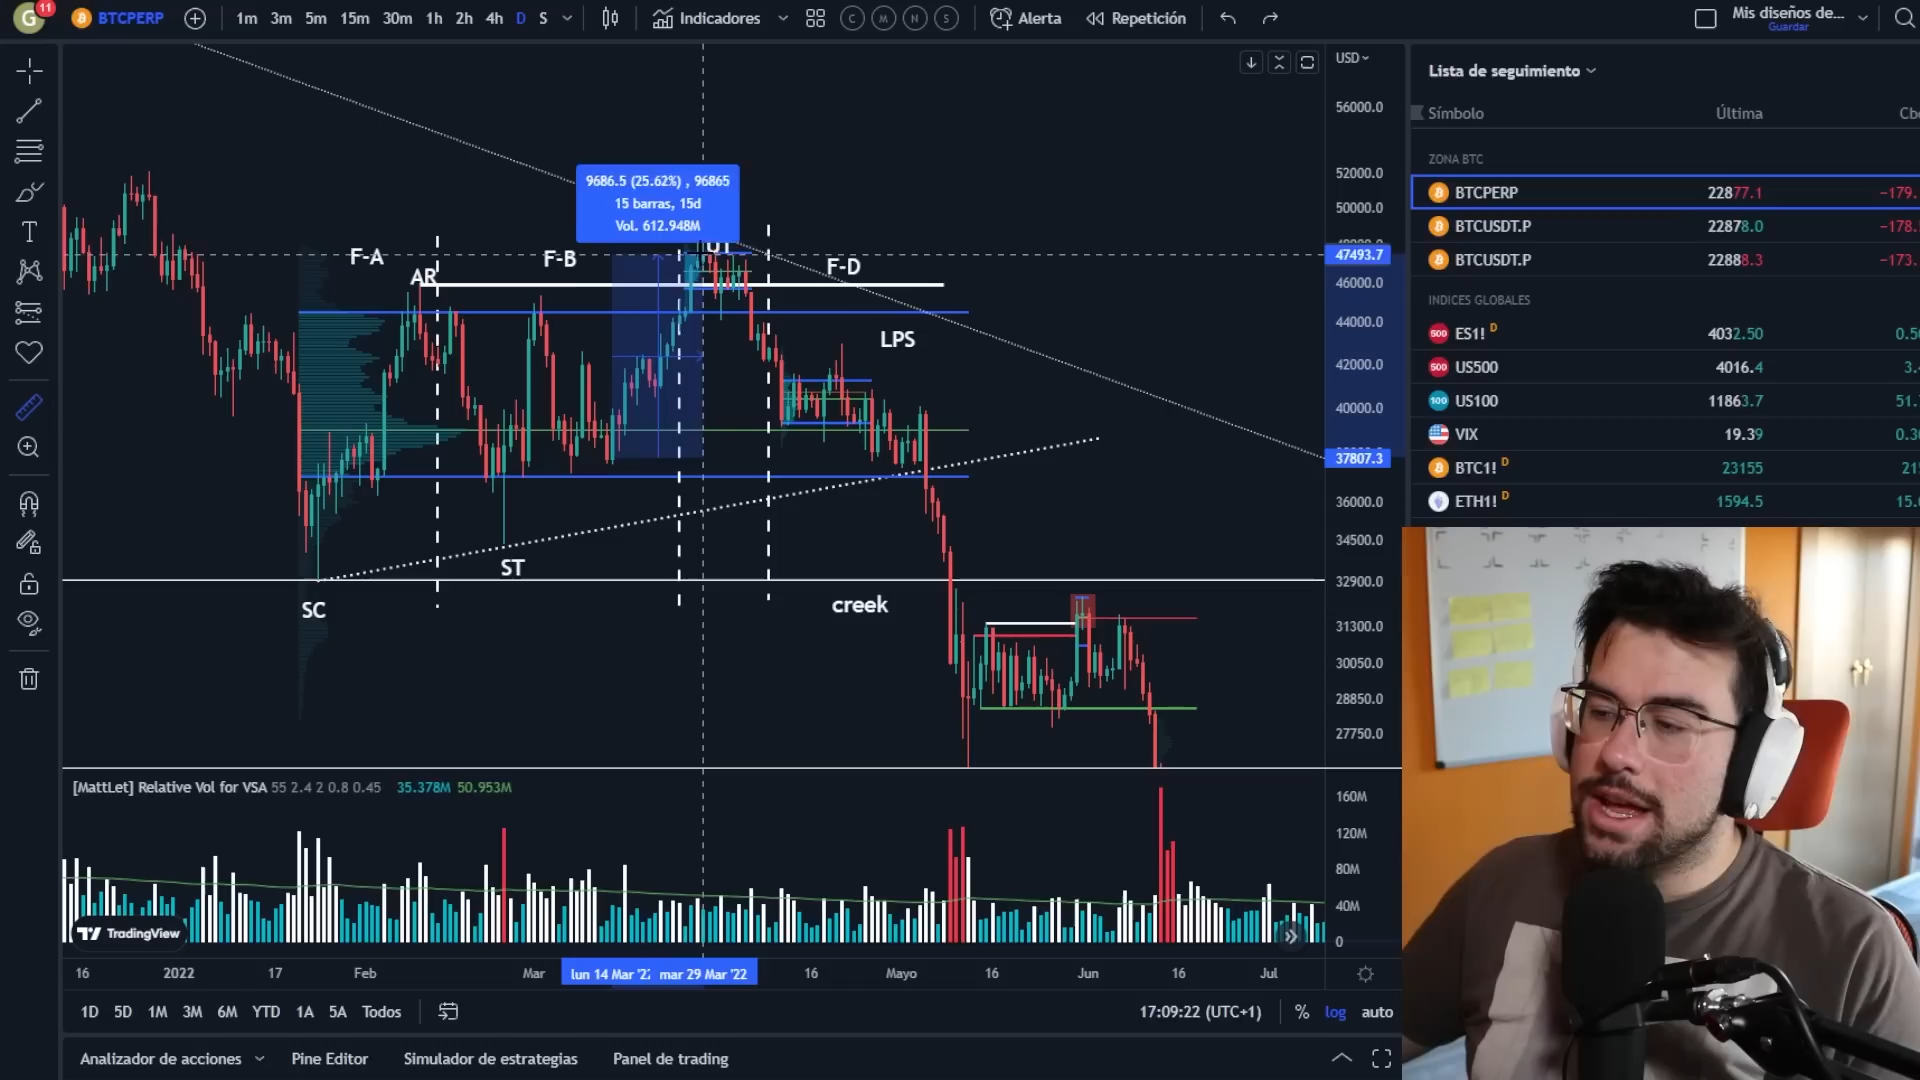 G 11 BTCPERP 1m 3m 5m 15m 30m 1h 2h 4h D S Indicadores C M N S Alerta Repetición Mis diseños de...
Guardar
USD
56000.0
52000.0
50000.0
47493.7
46000.0
44000.0
42000.0
40000.0
37807.3
36000.0
34500.0
32900.0
31300.0
30050.0
28850.0
27750.0
9686.5 (25.62%) , 96865
15 barras, 15d
Vol. 612.948M
F-A
AR
F-B
UT
F-D
LPS
ST
SC
creek
[MattLet] Relative Vol for VSA 55 2.4 2 0.8 0.45 35.378M 50.953M
160M
120M
80M
40M
0
TradingView
16 2022 17 Feb Mar lun 14 Mar '22 mar 29 Mar '22 16 Mayo 16 Jun 16 Jul
1D 5D 1M 3M 6M YTD 1A 5A Todos 17:09:22 (UTC+1) % log auto
Analizador de acciones Pine Editor Simulador de estrategias Panel de trading
Lista de seguimiento
Símbolo Última
ZONA BTC
BTCPERP 22877.1 −179.
BTCUSDT.P 22878.0 −178.
BTCUSDT.P 22888.3 −173.
INDICES GLOBALES
500 ES1! D 4032.50
500 US500 4016.4
100 US100 11863.7 51.
VIX 19.39
BTC1! D 23155
ETH1! D 1594.5 15.